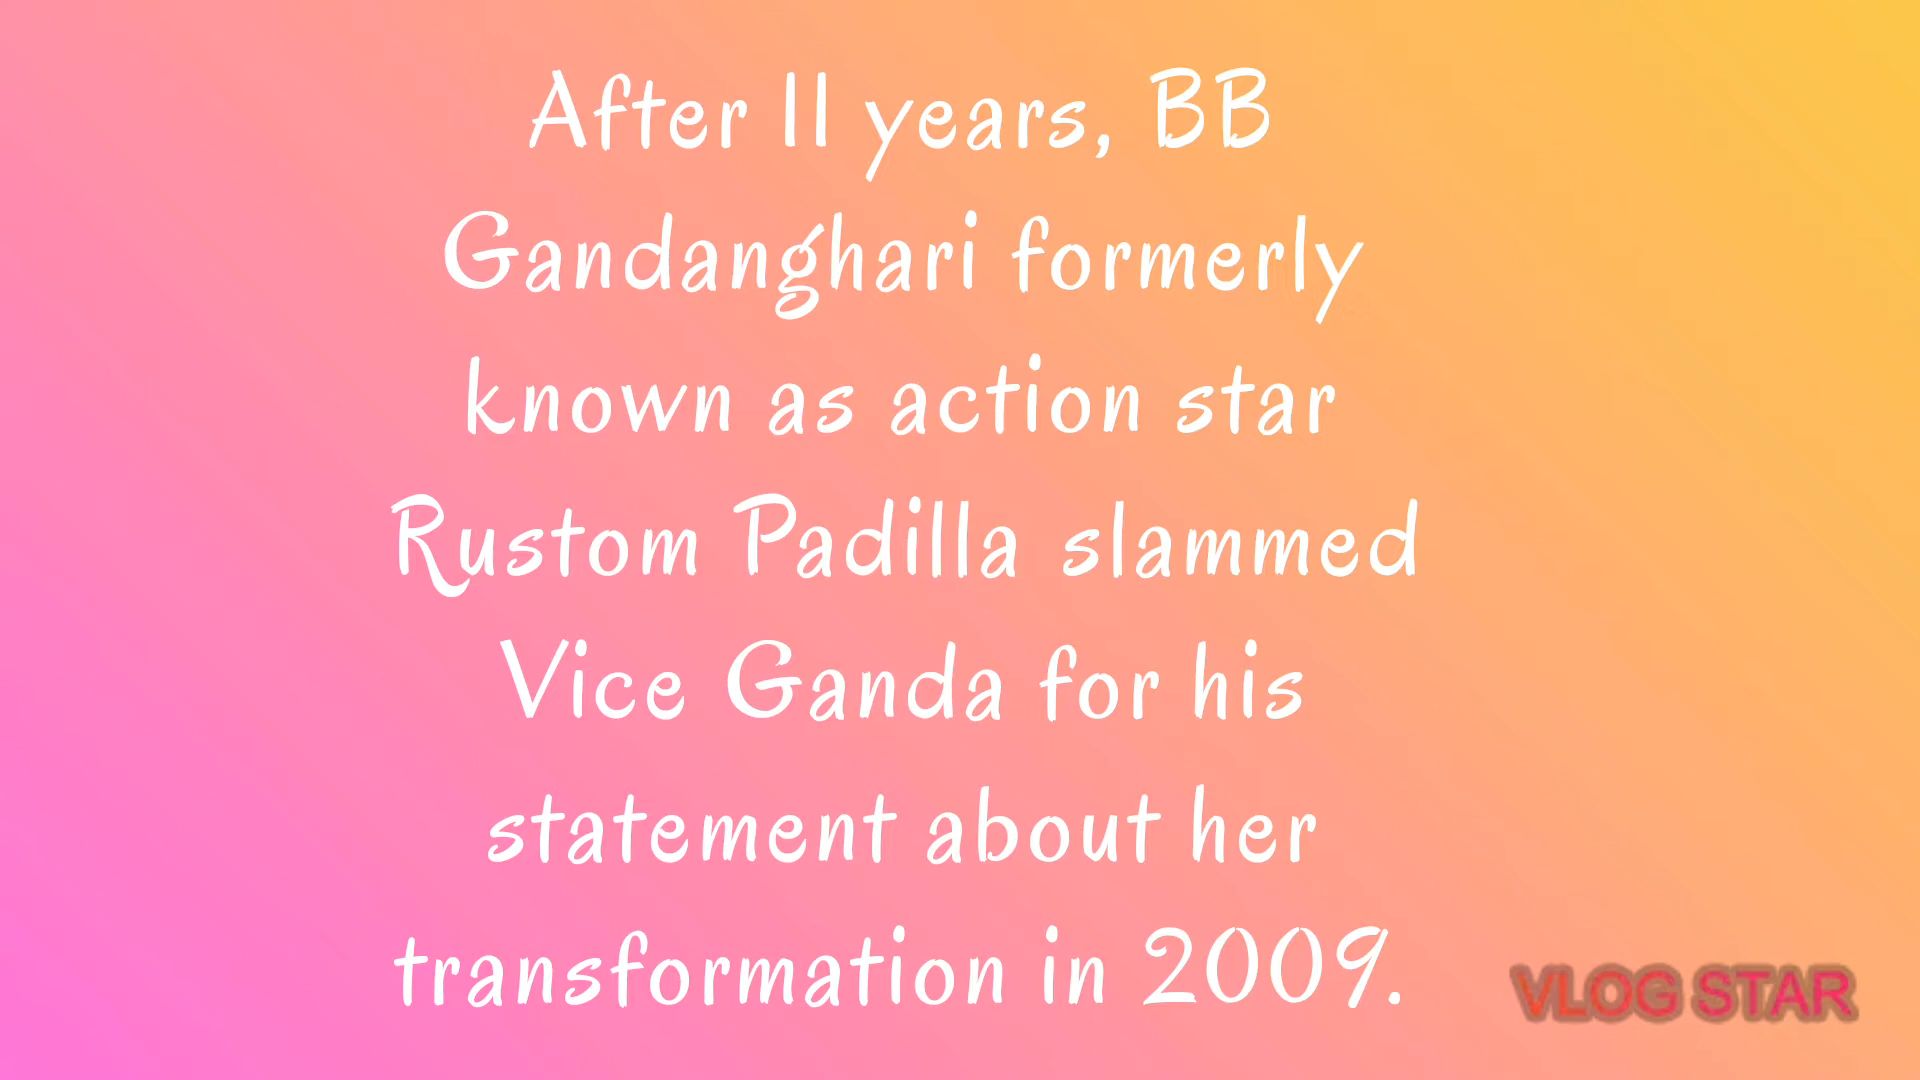 After 11 years, BB
Gandanghari formerly
known as action star
Rustom Padilla slammed
Vice Ganda for his
statement about her
transformation in 2009.
VLOG STAR